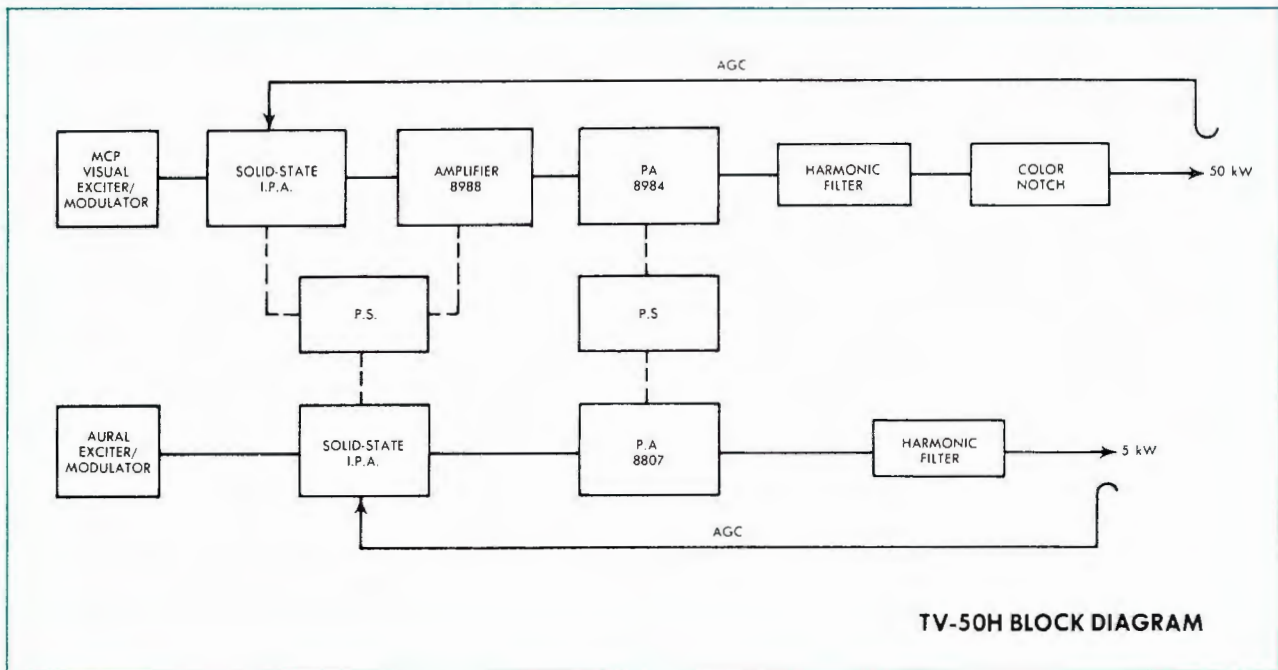 AGC
MCP
VISUAL
EXCITER/
MODULATOR
SOLID-STATE
I.P.A.
AMPLIFIER
8988
PA
8984
HARMONIC
FILTER
COLOR
NOTCH
50 kW
P.S.
P.S
AURAL
EXCITER/
MODULATOR
SOLID-STATE
I.P.A.
P.A
8807
HARMONIC
FILTER
5 kW
AGC
TV-50H BLOCK DIAGRAM